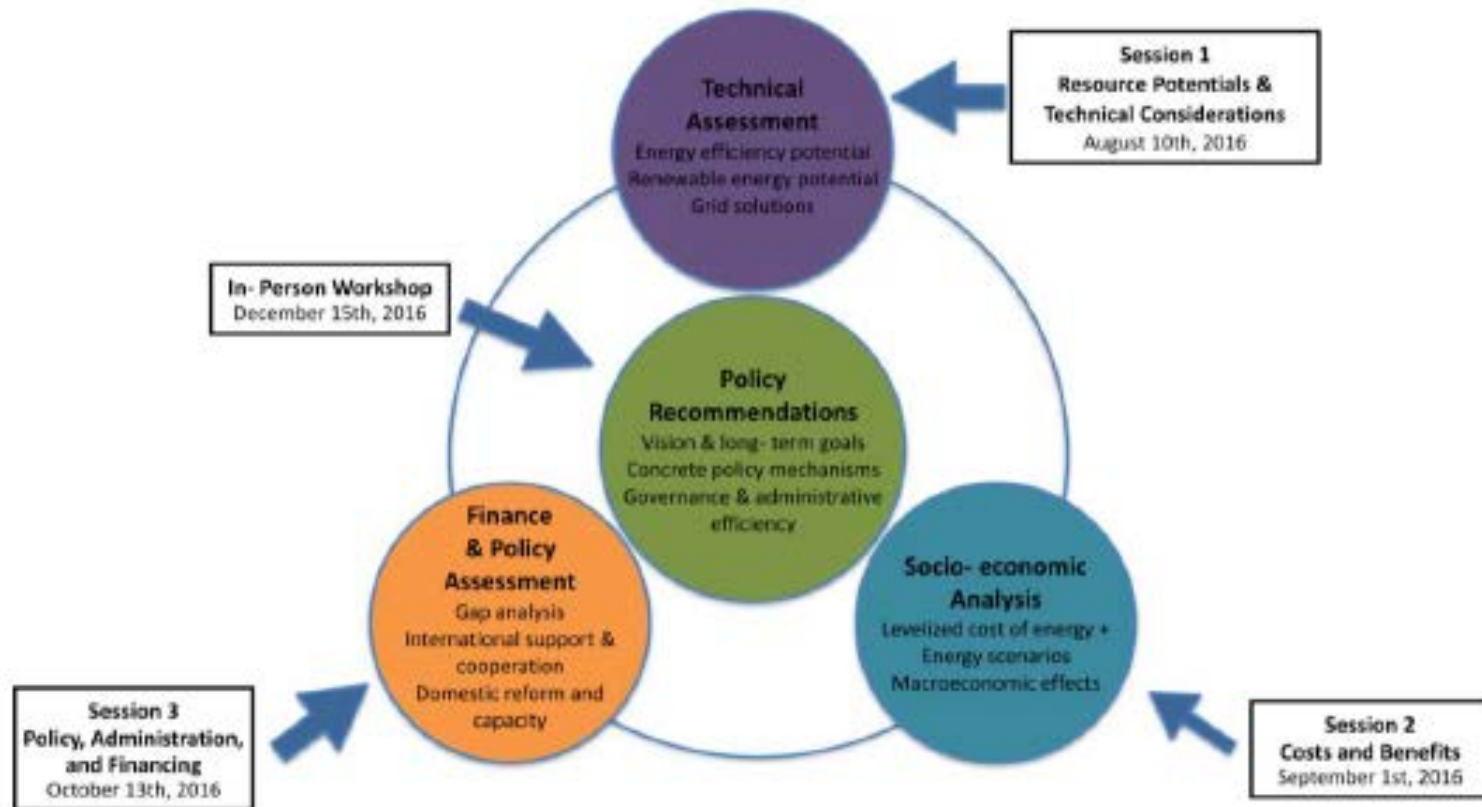 Technical
Assessment
Energy efficiency potential
Renewable energy potential
Grid solutions
Session 1
Resource Potentials &
Technical Considerations
August 10th, 2016
In- Person Workshop
December 15th, 2016
Policy
Recommendations
Vision & long- term goals
Concrete policy mechanisms
Governance & administrative
efficiency
Finance
& Policy
Assessment
Gap analysis
International support &
cooperation
Domestic reform and
capacity
Socio- economic
Analysis
Levelized cost of energy +
Energy scenarios
Macroeconomic effects
Session 3
Policy, Administration,
and Financing
October 13th, 2016
Session 2
Costs and Benefits
September 1st, 2016